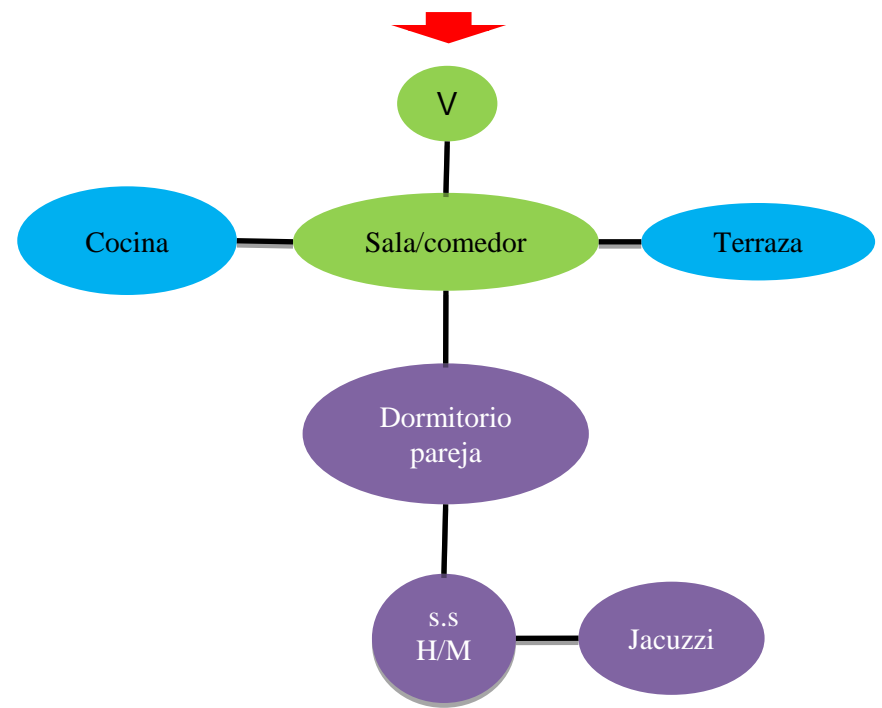 V
Cocina
Sala/comedor
Terraza
Dormitorio
pareja
s.s
H/M
Jacuzzi